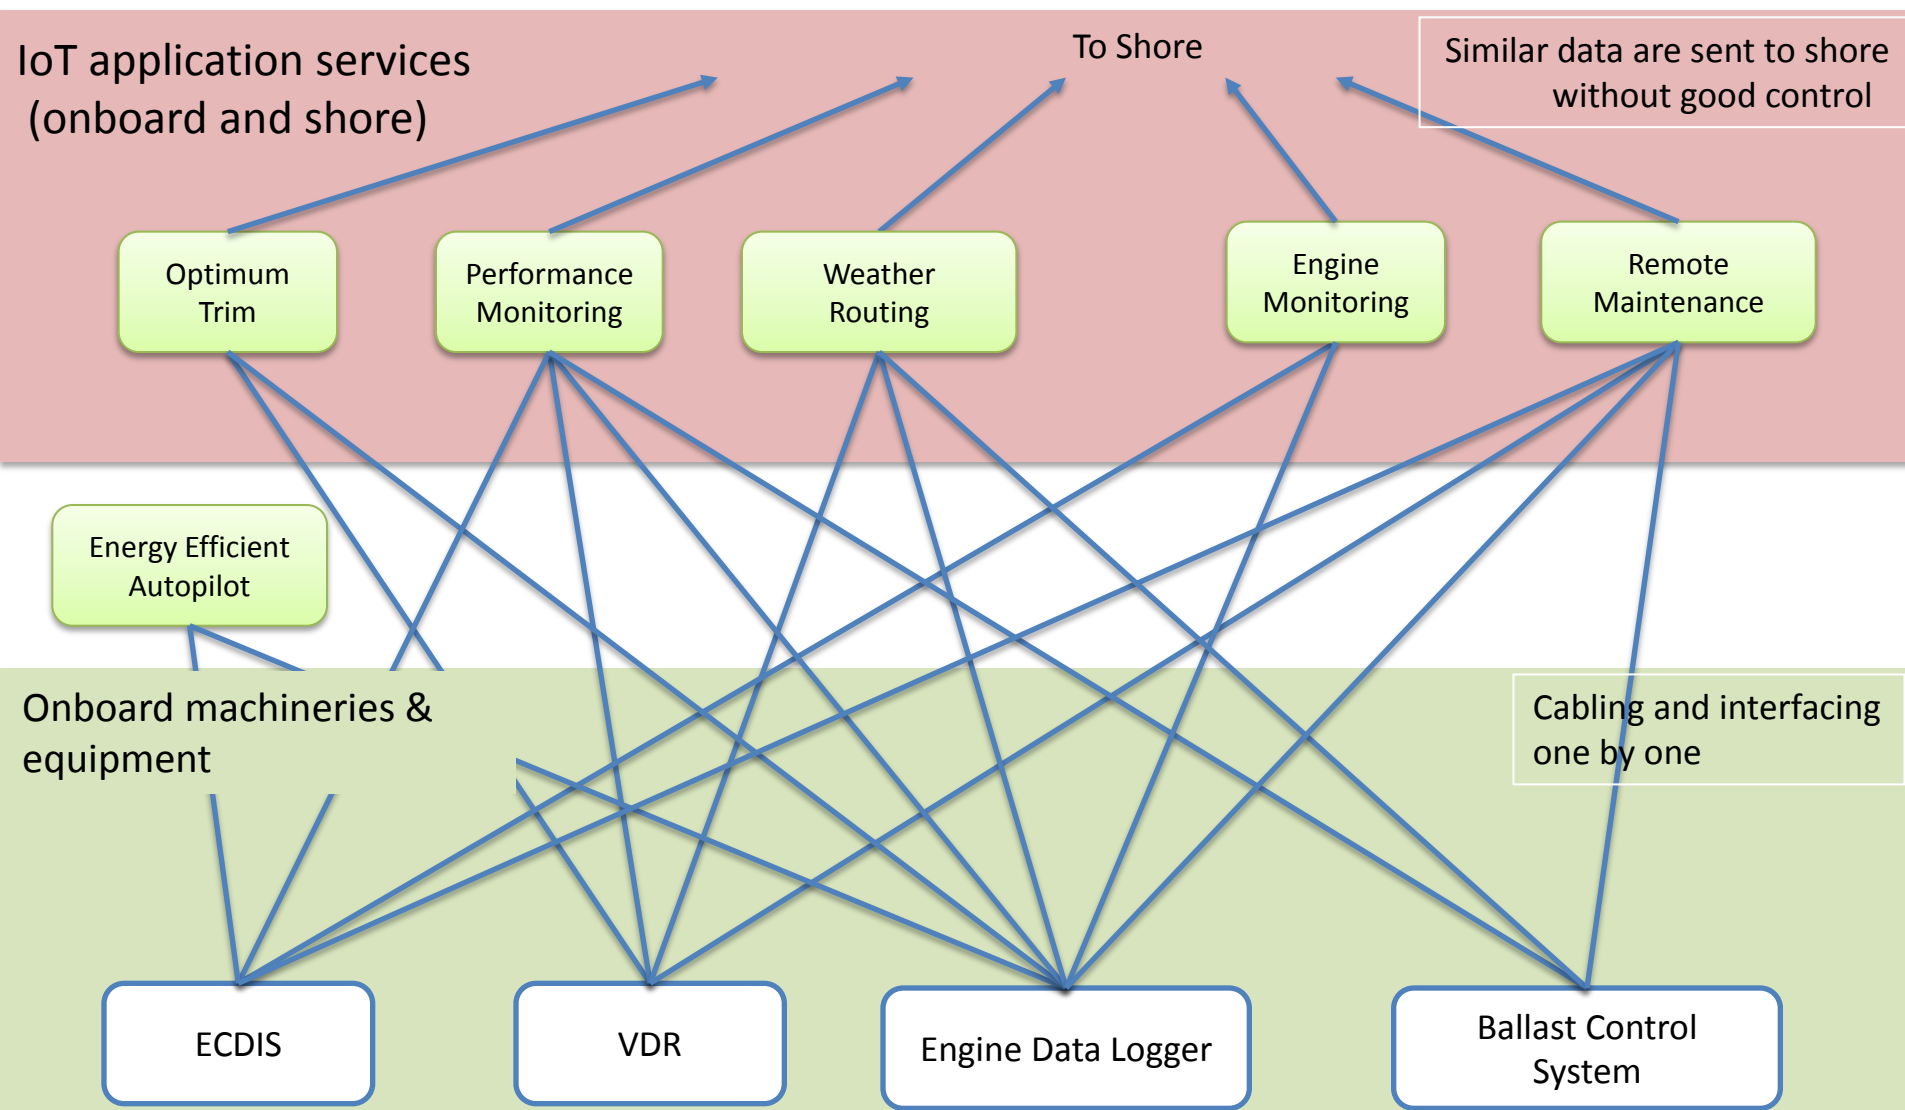 IoT application services
(onboard and shore)
To Shore
Similar data are sent to shore
without good control
Optimum
Trim
Performance
Monitoring
Weather
Routing
Engine
Monitoring
Remote
Maintenance
Energy Efficient
Autopilot
Onboard machineries &
equipment
Cabling and interfacing
one by one
ECDIS
VDR
Engine Data Logger
Ballast Control
System